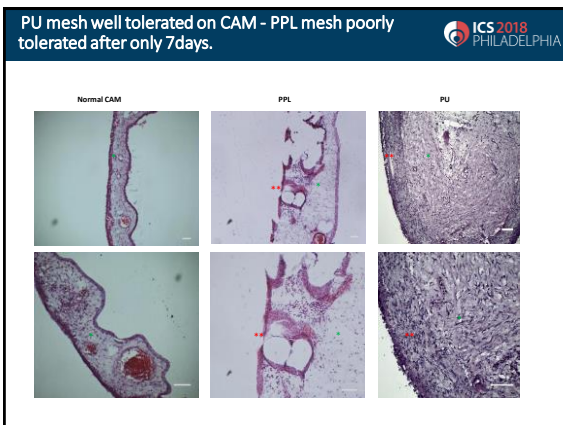 PU mesh well tolerated on CAM - PPL mesh poorly
tolerated after only 7days.
ICS 2018
PHILADELPHIA
Normal CAM
PPL
PU
*
**
*
**
*
*
**
*
**
*